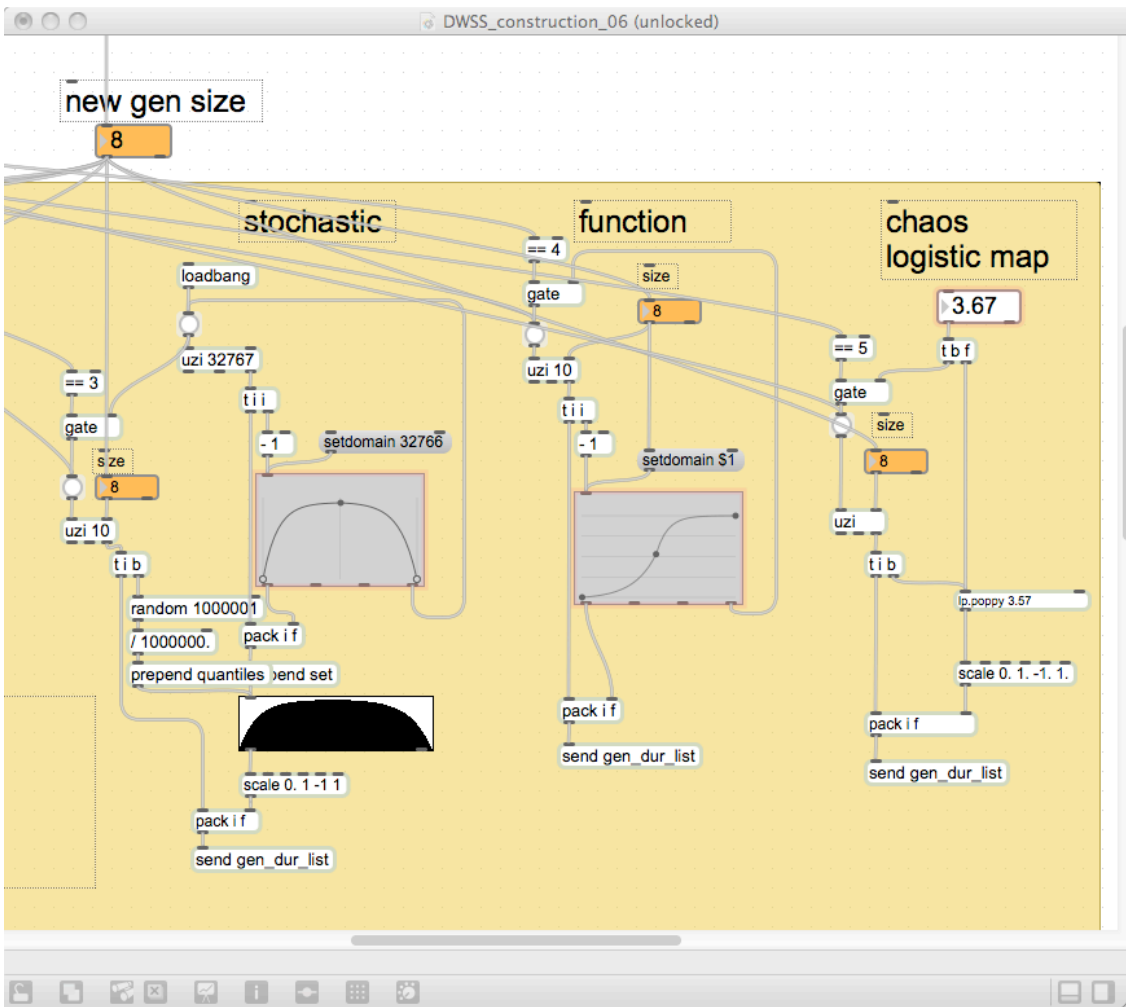 DWSS_construction_06 (unlocked)
new gen size
8
stochastic
function
chaos
logistic map
== 4
loadbang
size
gate
8
3.67
uzi 32767
== 5
t b f
== 3
uzi 10
gate
t i i
t i i
size
gate
- 1
setdomain 32766
- 1
size
setdomain $1
8
8
uzi 10
uzi
t i b
t i b
random 1000001
lp.poppy 3.57
/ 1000000.
pack i f
prepend quantiles
pend set
scale 0. 1. -1. 1.
pack i f
pack i f
send gen_dur_list
send gen_dur_list
scale 0. 1 -1 1
pack i f
send gen_dur_list